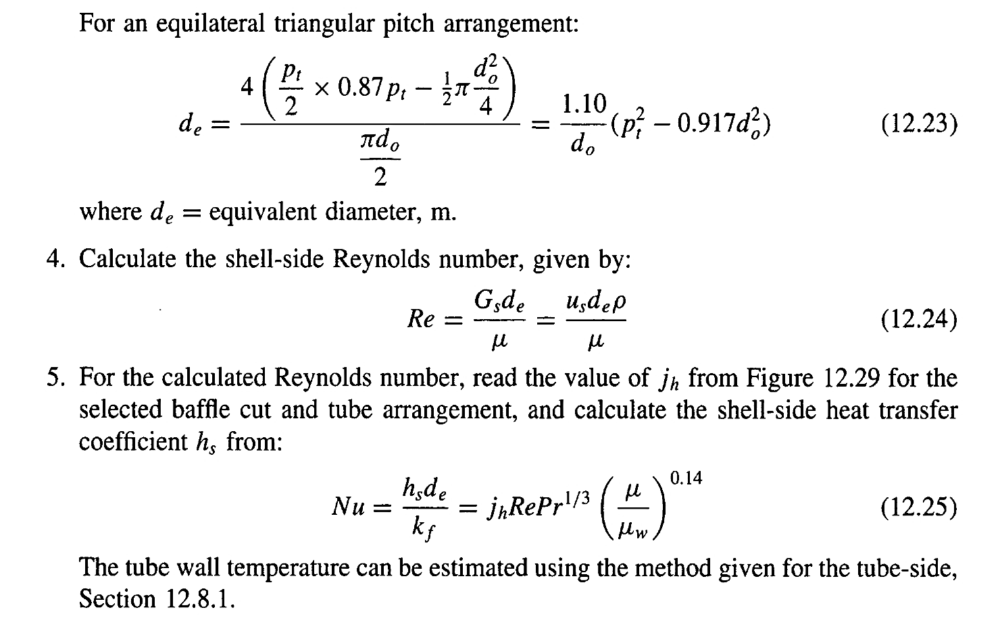 For an equilateral triangular pitch arrangement:
d_e = \frac{4\left(\frac{p_t}{2} \times 0.87p_t - \frac{1}{2}\pi\frac{d_o^2}{4}\right)}{\frac{\pi d_o}{2}} = \frac{1.10}{d_o}(p_t^2 - 0.917d_o^2) (12.23)
where d_e = equivalent diameter, m.
4. Calculate the shell-side Reynolds number, given by:
Re = \frac{G_s d_e}{\mu} = \frac{u_s d_e \rho}{\mu} (12.24)
5. For the calculated Reynolds number, read the value of j_h from Figure 12.29 for the
selected baffle cut and tube arrangement, and calculate the shell-side heat transfer
coefficient h_s from:
Nu = \frac{h_s d_e}{k_f} = j_h Re Pr^{1/3} \left(\frac{\mu}{\mu_w}\right)^{0.14} (12.25)
The tube wall temperature can be estimated using the method given for the tube-side,
Section 12.8.1.